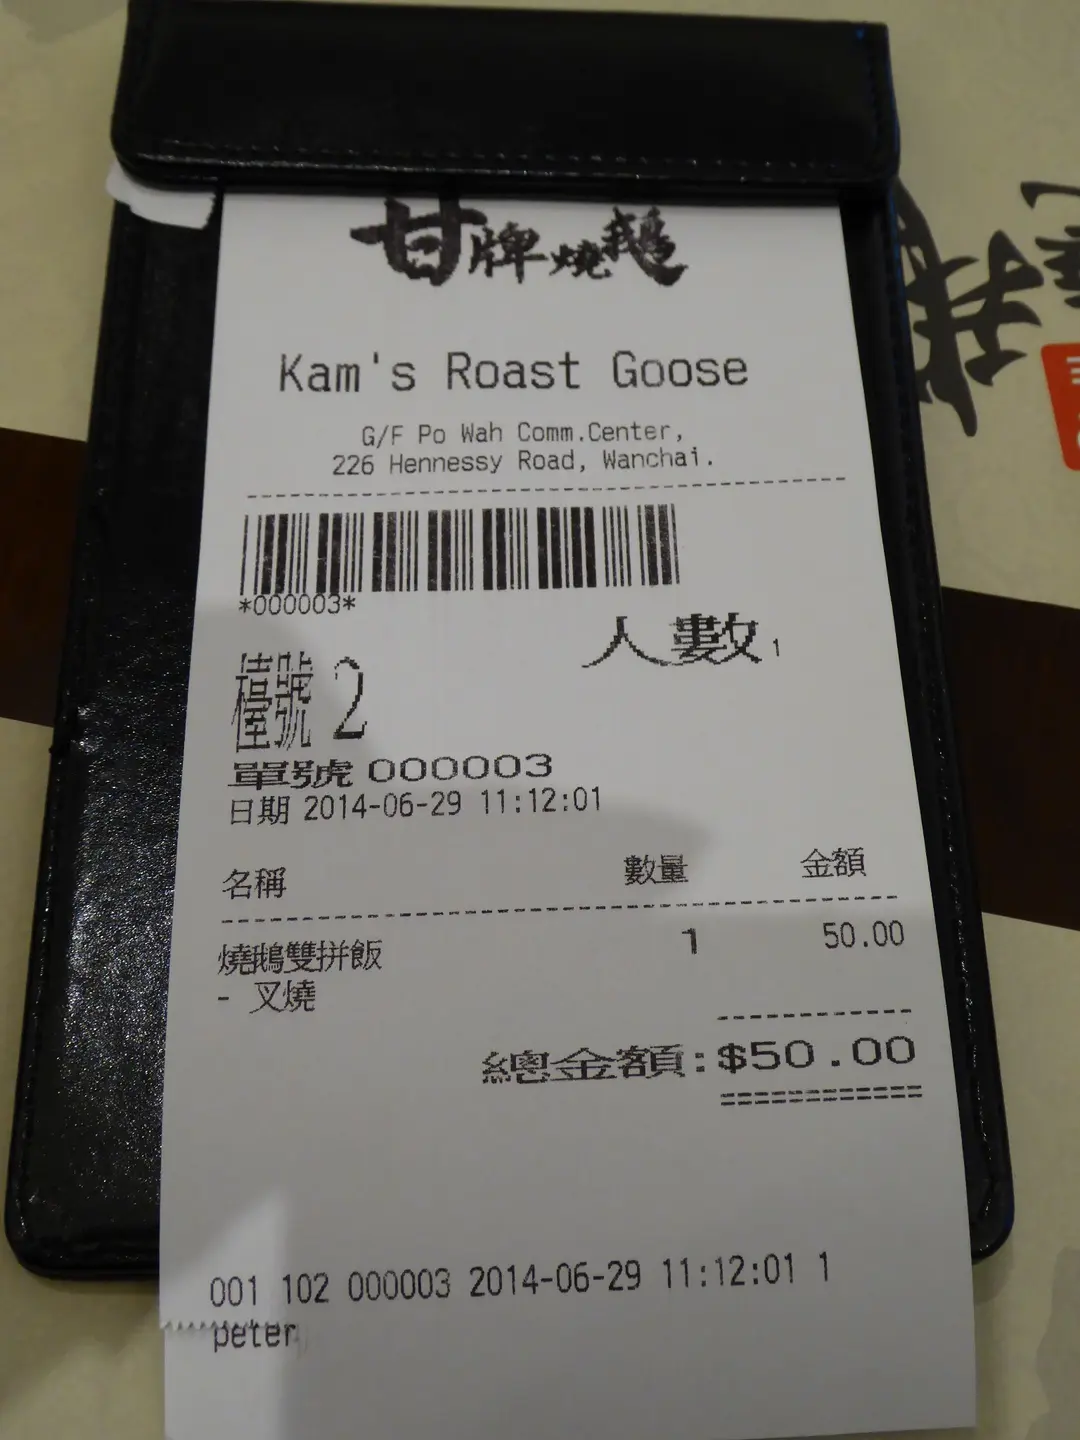 甘牌燒鵝
Kam's Roast Goose
G/F Po Wah Comm.Center,
226 Hennessy Road, Wanchai.
*000003*
人數 1
檯號 2
單號 000003
日期 2014-06-29 11:12:01
名稱 數量 金額
燒鵝雙拼飯 1 50.00
- 叉燒
總金額:$50.00
001 102 000003 2014-06-29 11:12:01 1
peter